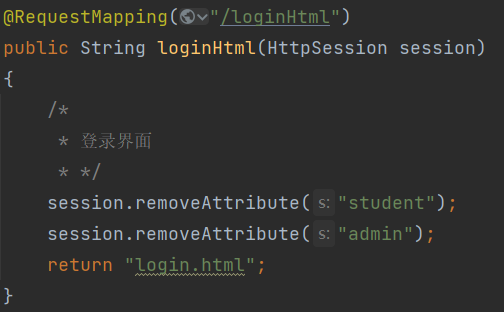 @RequestMapping("/loginHtml")
public String loginHtml(HttpSession session)
{
    /*
     * 登录界面
     * */
    session.removeAttribute( s: "student");
    session.removeAttribute( s: "admin");
    return "login.html";
}